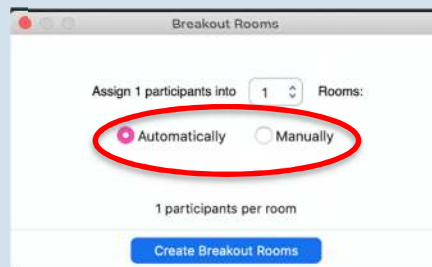 Breakout Rooms
Assign 1 participants into 1 Rooms:
Automatically Manually
1 participants per room
Create Breakout Rooms